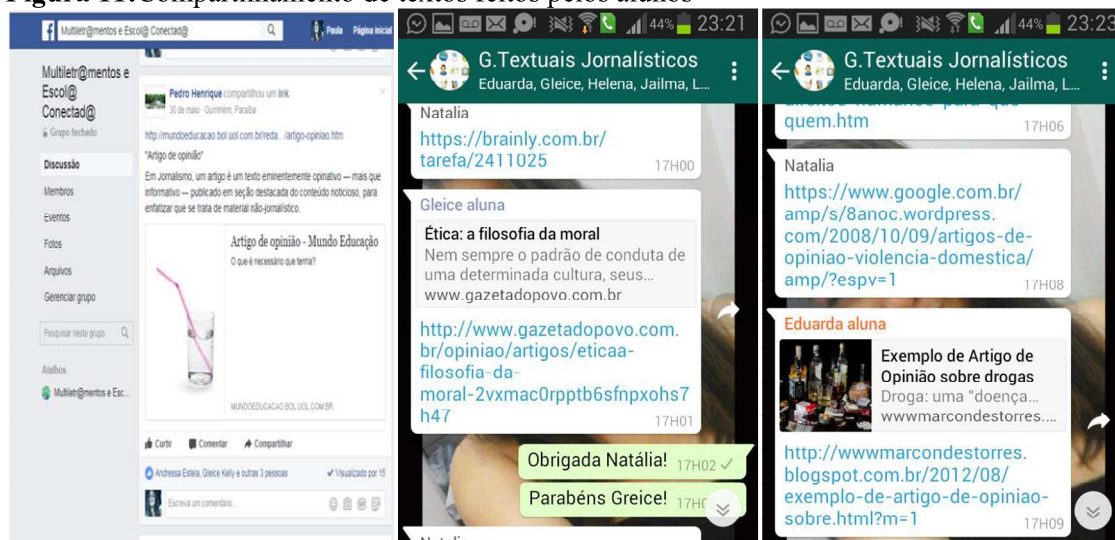 Figura 11.Compartilhamento de textos feitos pelos alunos
Multiletr@mentos e Escol@ Conectad@
Paula Página inicial
Multiletr@mentos e
Escol@
Conectad@
Grupo fechado
Discussão
Membros
Eventos
Fotos
Arquivos
Gerenciar grupo
Pesquisar neste grupo
Atalhos
Multiletr@mentos e Esc...
Pedro Henrique compartilhou um link.
30 de maio · Ourinhém, Paraíba
http://mundoeducacao.bol.uol.com.br/reda.../artigo-opiniao.htm
"Artigo de opinião"
Em Jornalismo, um artigo é um texto eminentemente opinativo — mais que
informativo — publicado em seção destacada do conteúdo noticioso, para
enfatizar que se trata de material não-jornalístico.
Artigo de opinião - Mundo Educação
O que é necessário que tenha?
MUNDOEDUCACAO.BOL.UOL.COM.BR
Curtir Comentar Compartilhar
Andressa Estela, Gleice Kelly e outras 3 pessoas
Visualizado por 15
Escreva um comentário...
44% 23:21
G.Textuais Jornalísticos
Eduarda, Gleice, Helena, Jailma, L...
Natalia
https://brainly.com.br/
tarefa/2411025
17H00
Gleice aluna
Ética: a filosofia da moral
Nem sempre o padrão de conduta de
uma determinada cultura, seus...
www.gazetadopovo.com.br
http://www.gazetadopovo.com.
br/opiniao/artigos/eticaa-
filosofia-da-
moral-2vxmac0rpptb6sfnpxohs7
h47
17H01
Obrigada Natália! 17H02
Parabéns Greice!
Natalia
44% 23:23
G.Textuais Jornalísticos
Eduarda, Gleice, Helena, Jailma, L...
direitos-humanos-para-que-
quem.htm
17H06
Natalia
https://www.google.com.br/
amp/s/8anoc.wordpress.
com/2008/10/09/artigos-de-
opiniao-violencia-domestica/
amp/?espv=1
17H08
Eduarda aluna
Exemplo de Artigo de
Opinião sobre drogas
Droga: uma "doença...
wwwmarcondestorres....
http://wwwmarcondestorres.
blogspot.com.br/2012/08/
exemplo-de-artigo-de-opiniao-
sobre.html?m=1
17H09